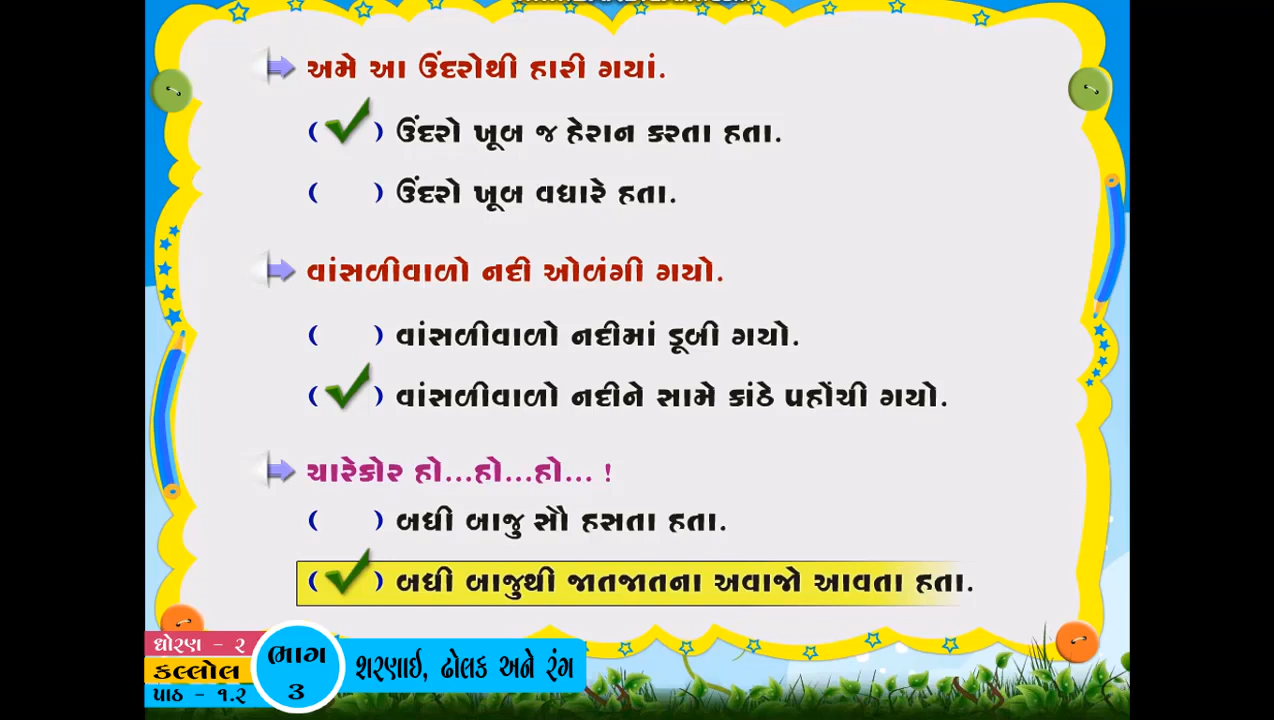 અમે આ ઉંદરોથી હારી ગયાં.
( ✓ ) ઉંદરો ખૂબ જ હેરાન કરતા હતા.
( ) ઉંદરો ખૂબ વધારે હતા.
વાંસળીવાળો નદી ઓળંગી ગયો.
( ) વાંસળીવાળો નદીમાં ડૂબી ગયો.
( ✓ ) વાંસળીવાળો નદીને સામે કાંઠે પહોંચી ગયો.
ચારેકોર હો...હો...હો... !
( ) બધી બાજુ સૌ હસતા હતા.
( ✓ ) બધી બાજુથી જાતજાતના અવાજો આવતા હતા.
ધોરણ - ૨
કલ્લોલ
પાઠ - ૧.૨
ભાગ
3
શરણાઈ, ઢોલક અને રંગ